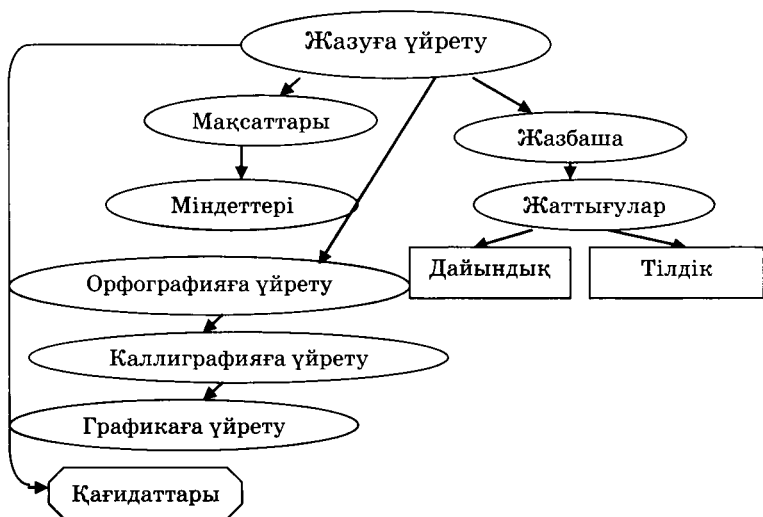 Жазуға үйрету
Мақсаттары
Жазбаша
Міндеттері
Жаттығулар
Дайындық
Тілдік
Орфографияға үйрету
Каллиграфияға үйрету
Графикаға үйрету
Қағидаттары